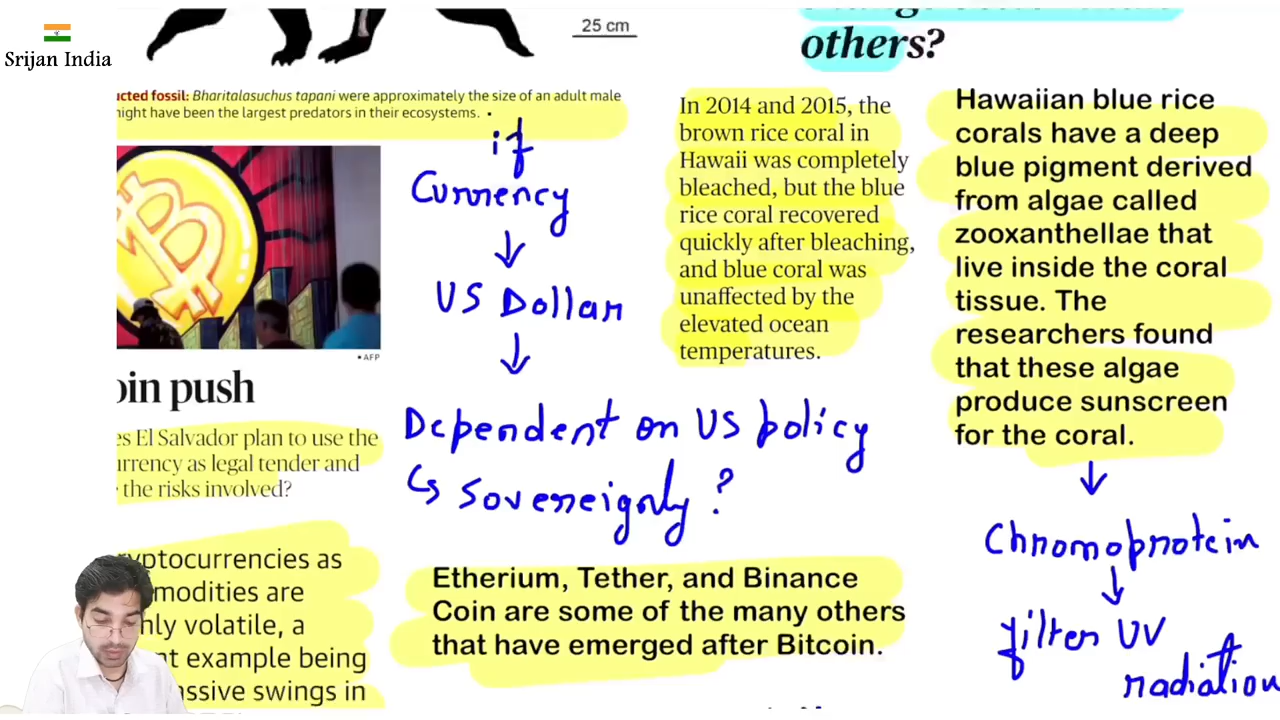 Srijan India
25 cm
others?
ucted fossil: Bharitalasuchus tapani were approximately the size of an adult male
might have been the largest predators in their ecosystems.
if
Currency
US Dollar
Dependent on US policy
Sovereignty ?
• AFP
oin push
es El Salvador plan to use the
urrency as legal tender and
the risks involved?
ryptocurrencies as
modities are
hly volatile, a
nt example being
assive swings in
Etherium, Tether, and Binance
Coin are some of the many others
that have emerged after Bitcoin.
In 2014 and 2015, the
brown rice coral in
Hawaii was completely
bleached, but the blue
rice coral recovered
quickly after bleaching,
and blue coral was
unaffected by the
elevated ocean
temperatures.
Hawaiian blue rice
corals have a deep
blue pigment derived
from algae called
zooxanthellae that
live inside the coral
tissue. The
researchers found
that these algae
produce sunscreen
for the coral.
Chromoprotein
filter UV
radiation